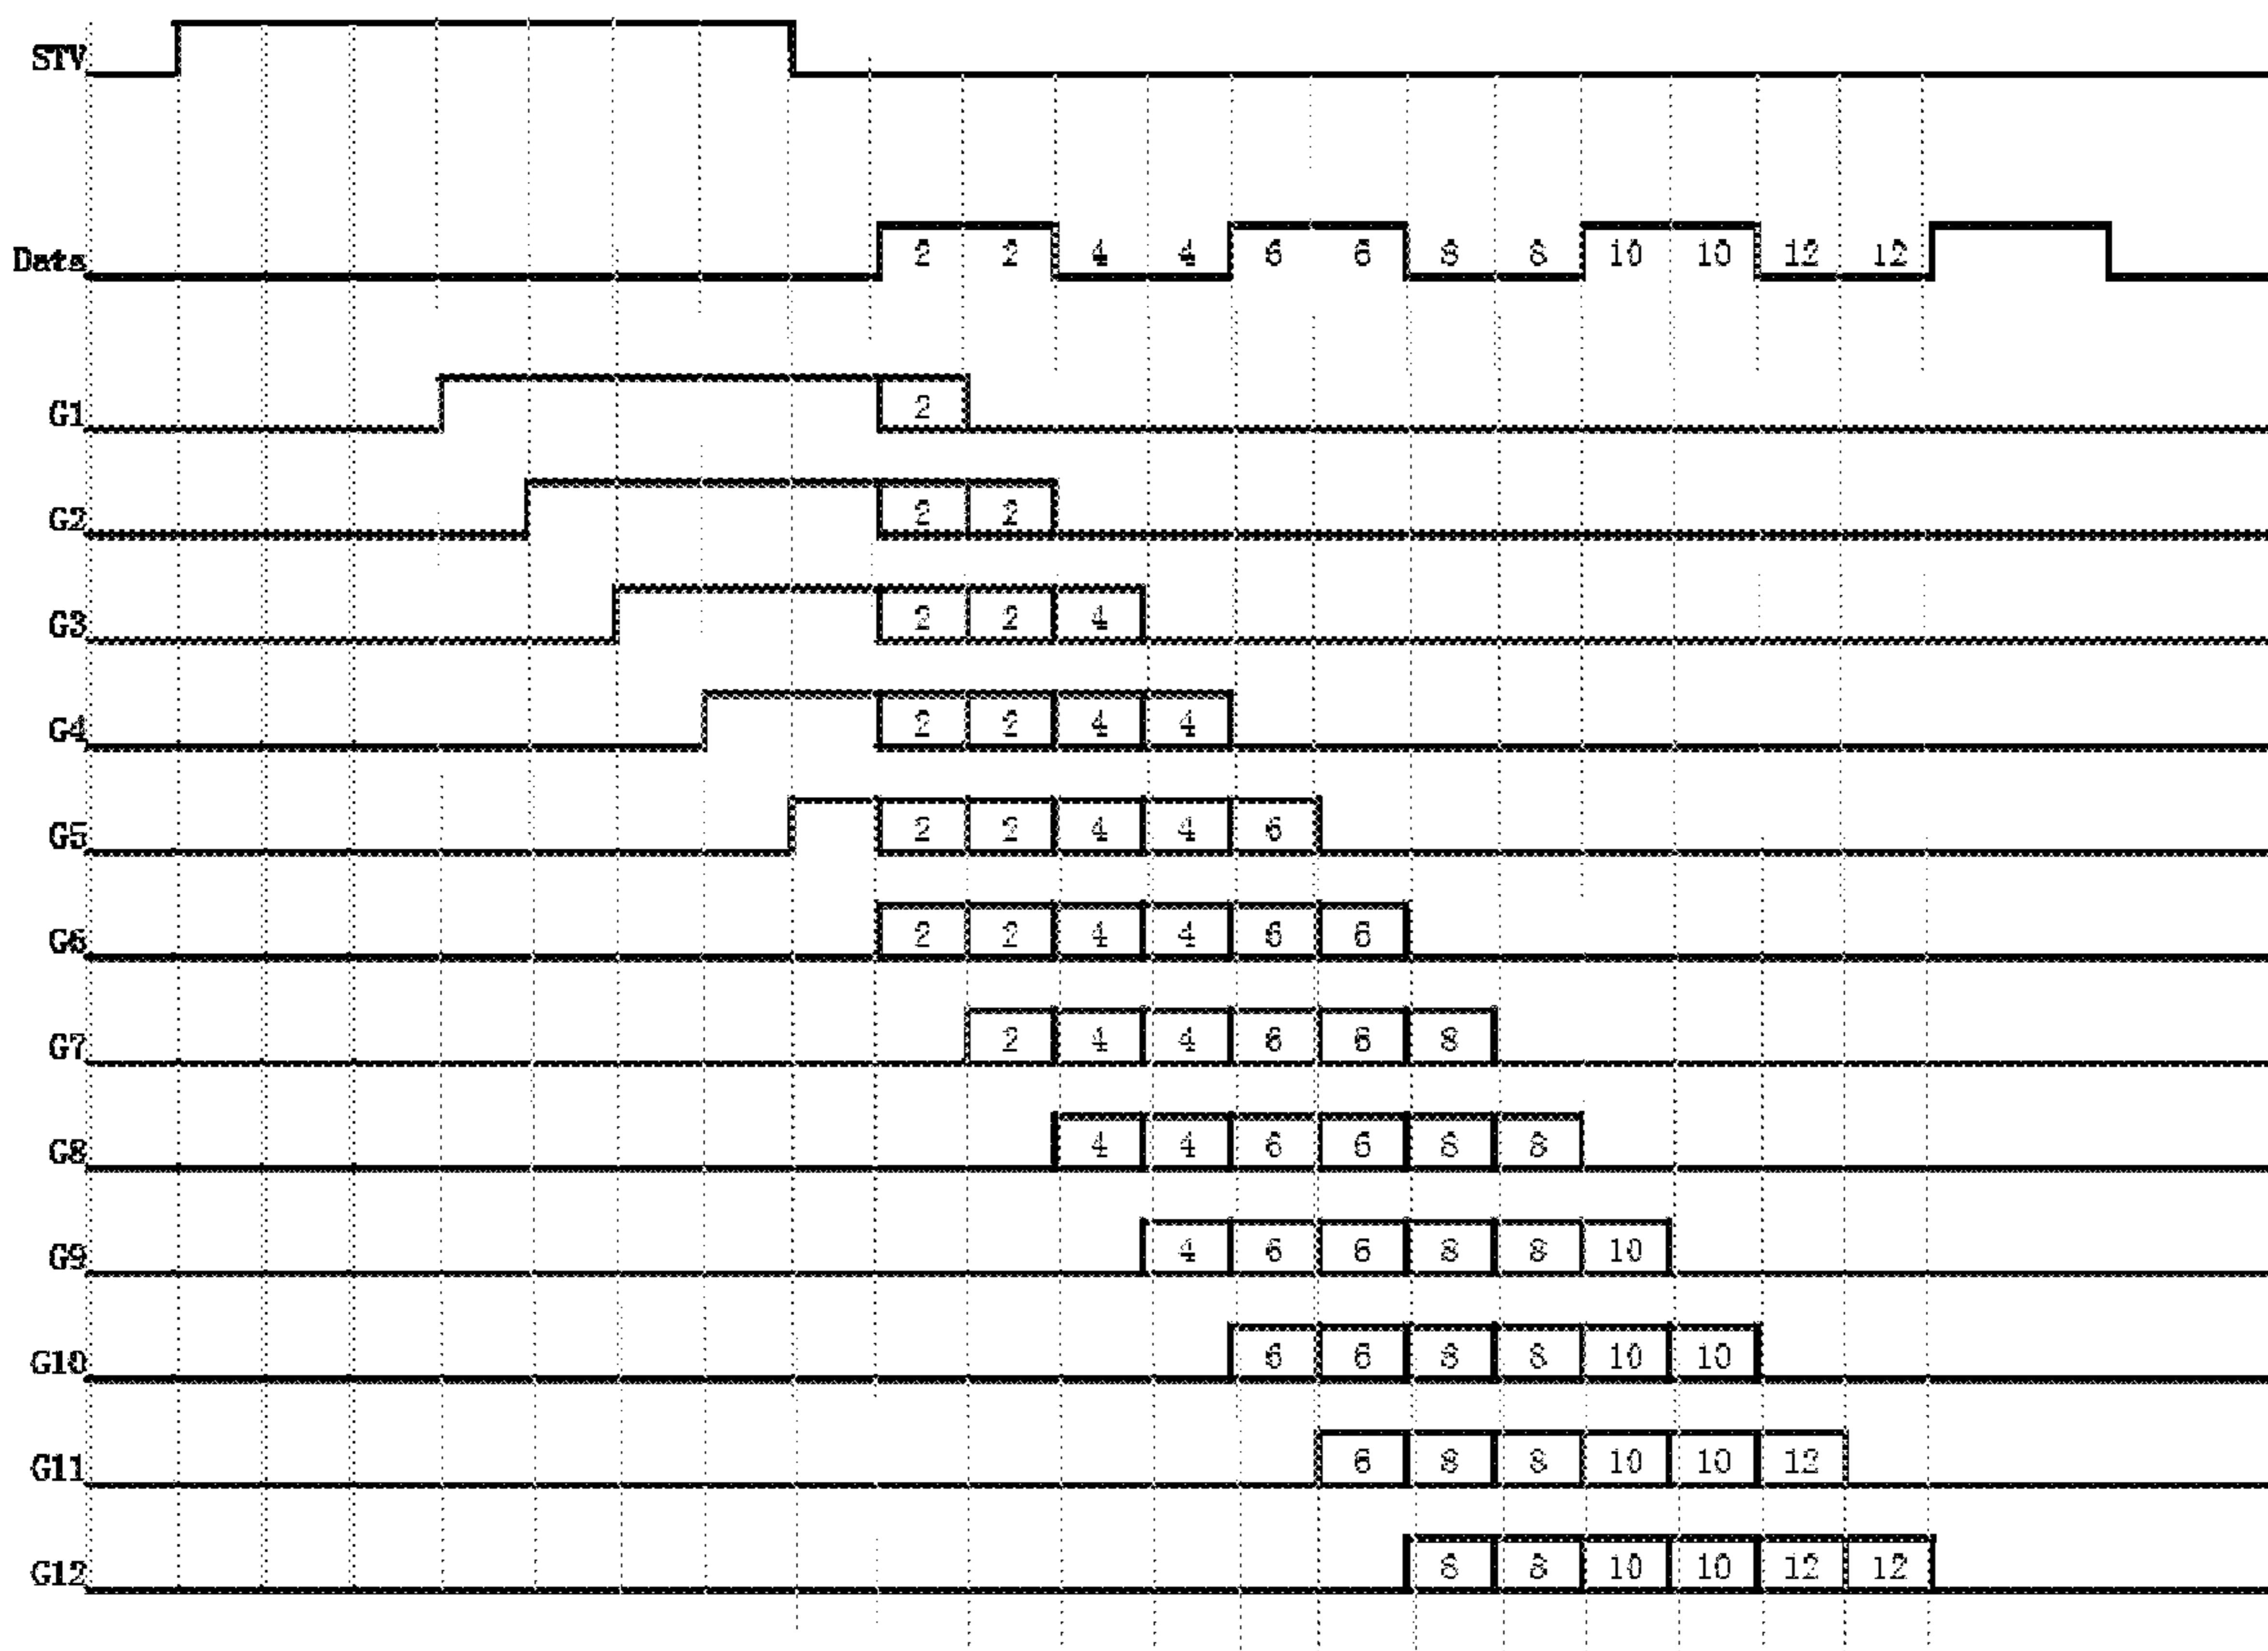 STV
Data 2 2 4 4 6 6 8 8 10 10 12 12
G1 2
G2 2 2
G3 2 2 4
G4 2 2 4 4
G5 2 2 4 4 6
G6 2 2 4 4 6 6
G7 2 4 4 6 6 8
G8 4 4 6 6 8 8
G9 4 6 6 8 8 10
G10 6 6 8 8 10 10
G11 6 8 8 10 10 12
G12 8 8 10 10 12 12